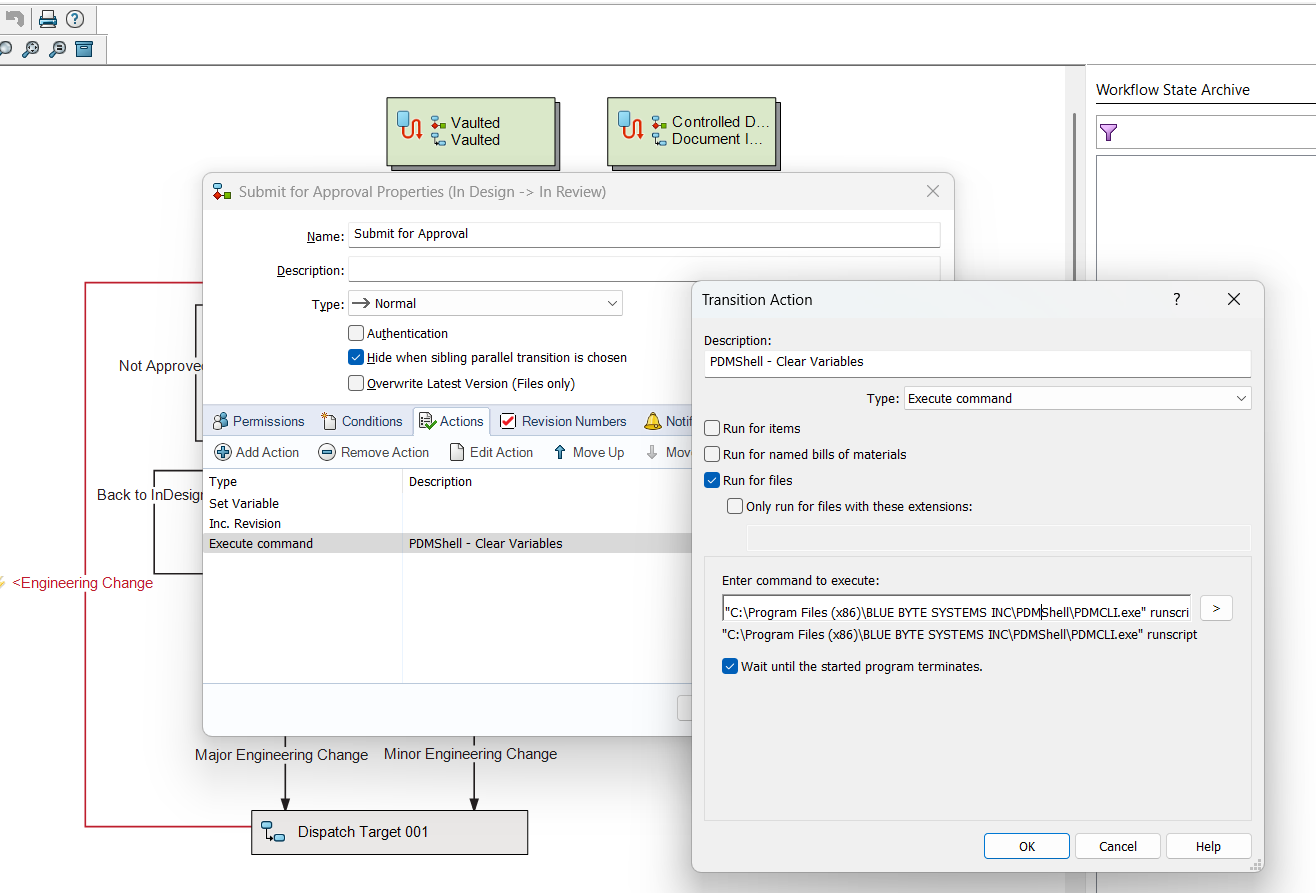 Workflow State Archive
Vaulted
Vaulted
Controlled D...
Document I...
Submit for Approval Properties (In Design -> In Review)
Name:
Submit for Approval
Description:
Type:
Normal
Authentication
Hide when sibling parallel transition is chosen
Overwrite Latest Version (Files only)
Permissions
Conditions
Actions
Revision Numbers
Notif
Add Action
Remove Action
Edit Action
Move Up
Mov
Type
Description
Set Variable
Inc. Revision
Execute command
PDMShell - Clear Variables
Not Approved
Back to InDesign
<Engineering Change
Major Engineering Change
Minor Engineering Change
Dispatch Target 001
Transition Action
?
Description:
PDMShell - Clear Variables
Type:
Execute command
Run for items
Run for named bills of materials
Run for files
Only run for files with these extensions:
Enter command to execute:
"C:\Program Files (x86)\BLUE BYTE SYSTEMS INC\PDMShell\PDMCLI.exe" runscri
>
"C:\Program Files (x86)\BLUE BYTE SYSTEMS INC\PDMShell\PDMCLI.exe" runscript
Wait until the started program terminates.
OK
Cancel
Help